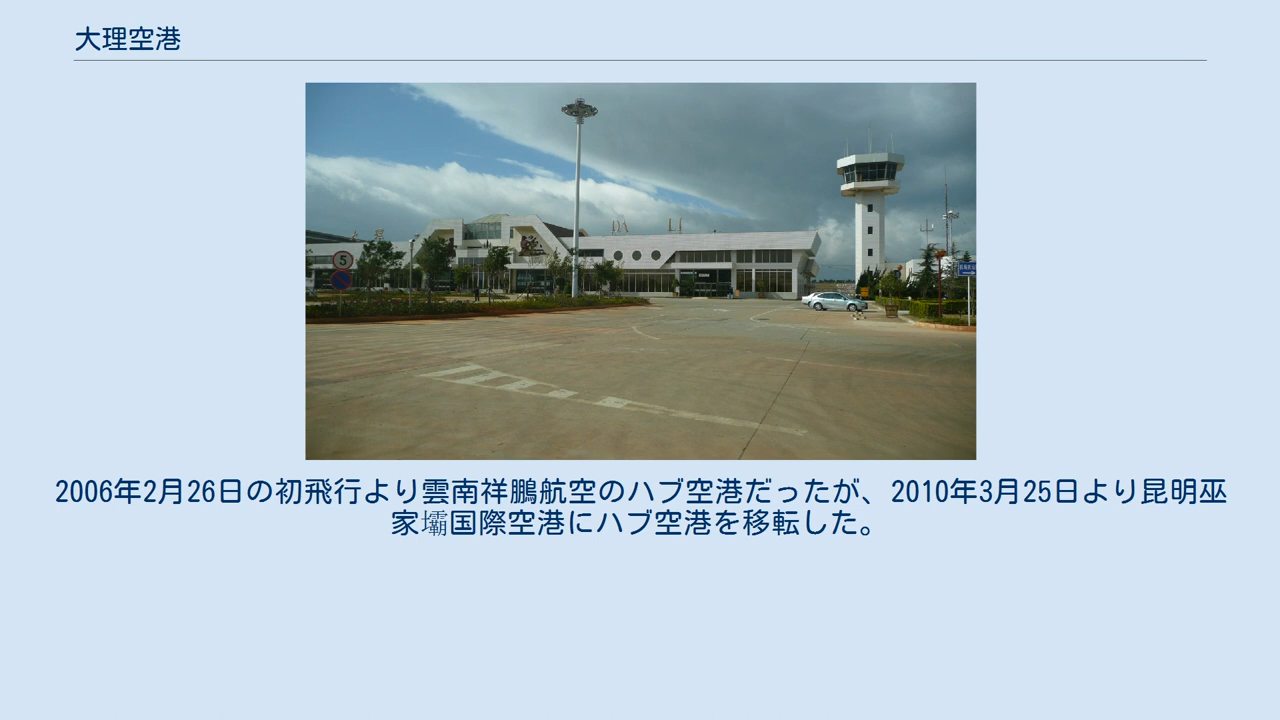 大理空港
DA LI
5
2006年2月26日の初飛行より雲南祥鵬航空のハブ空港だったが、2010年3月25日より昆明巫
家壩国際空港にハブ空港を移転した。